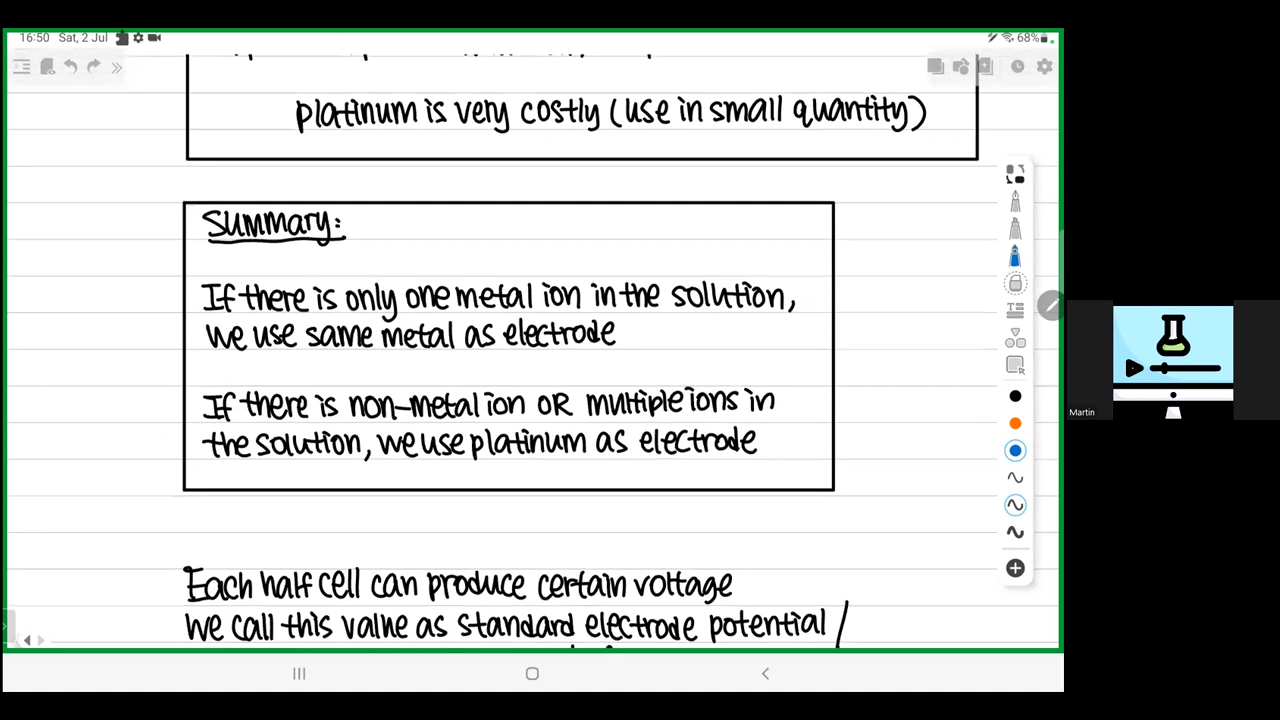 16:50 Sat, 2 Jul
68%
platinum is very costly (use in small quantity)
Summary:
If there is only one metal ion in the solution,
we use same metal as electrode
If there is non-metal ion OR multiple ions in
the solution, we use platinum as electrode
Each half cell can produce certain voltage
We call this value as standard electrode potential /
Martin